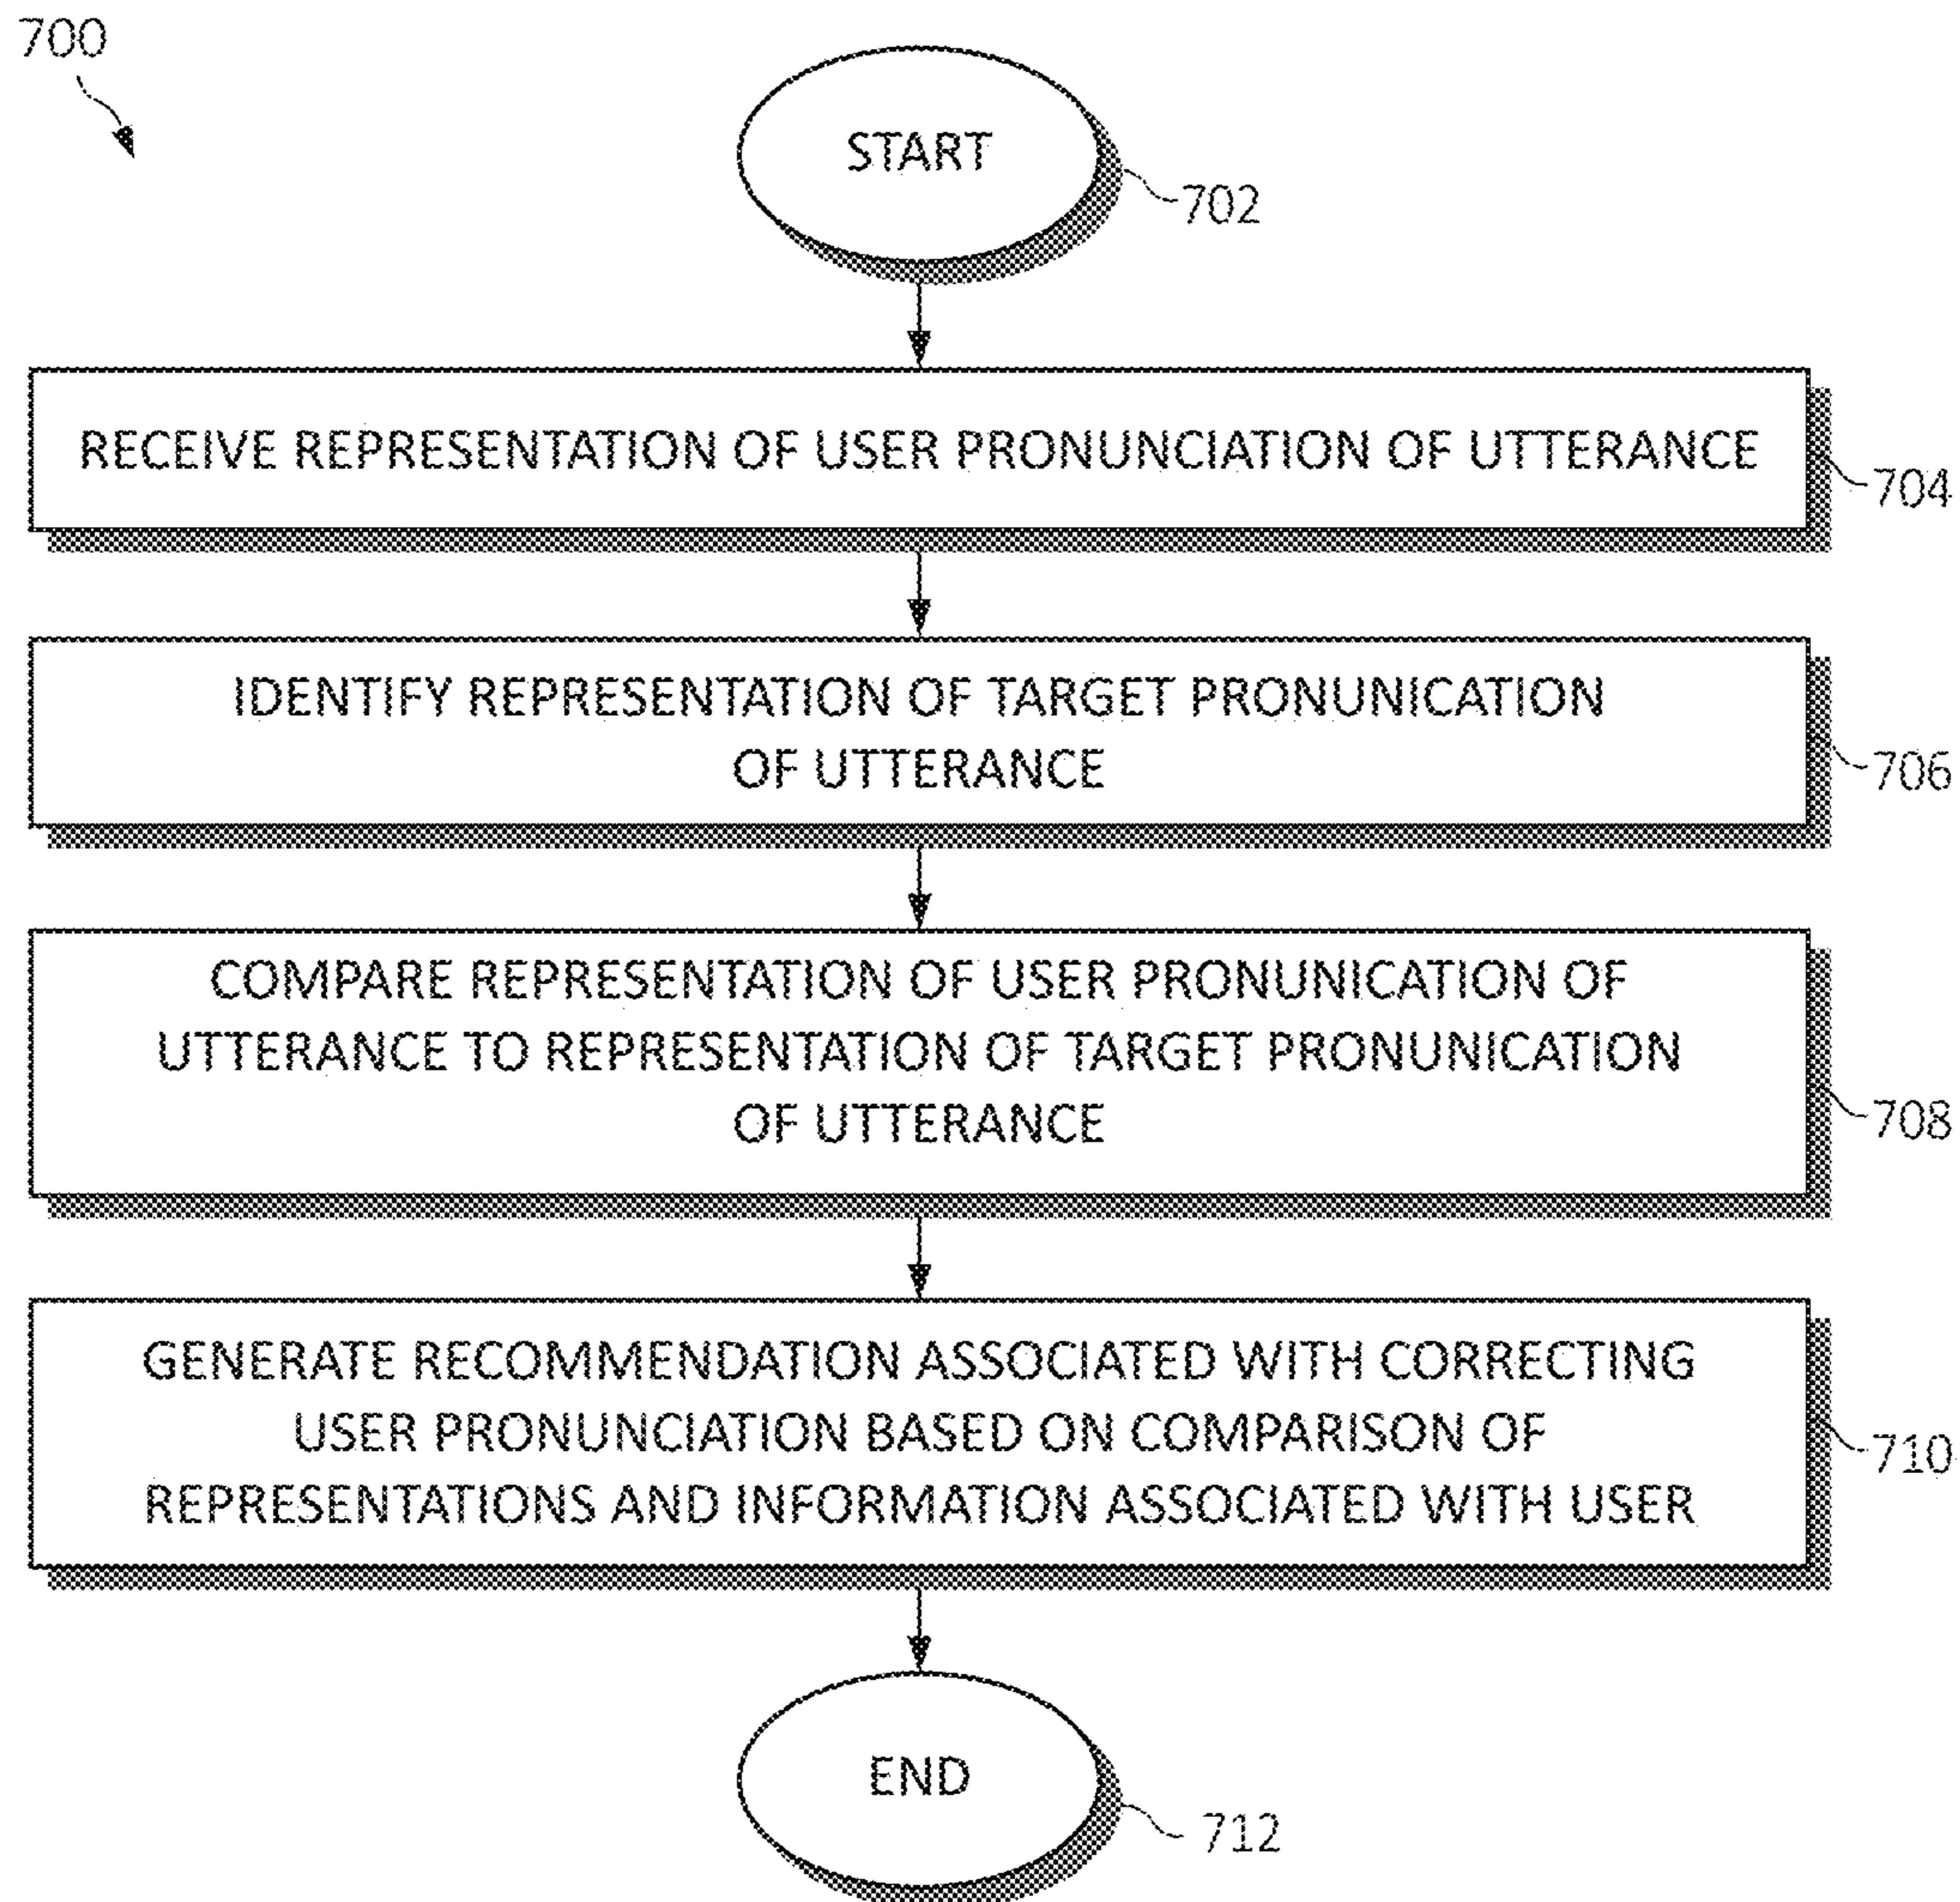 700
START
702
RECEIVE REPRESENTATION OF USER PRONUNCIATION OF UTTERANCE
704
IDENTIFY REPRESENTATION OF TARGET PRONUNICATION
OF UTTERANCE
706
COMPARE REPRESENTATION OF USER PRONUNICATION OF
UTTERANCE TO REPRESENTATION OF TARGET PRONUNICATION
OF UTTERANCE
708
GENERATE RECOMMENDATION ASSOCIATED WITH CORRECTING
USER PRONUNCIATION BASED ON COMPARISON OF
REPRESENTATIONS AND INFORMATION ASSOCIATED WITH USER
710
END
712